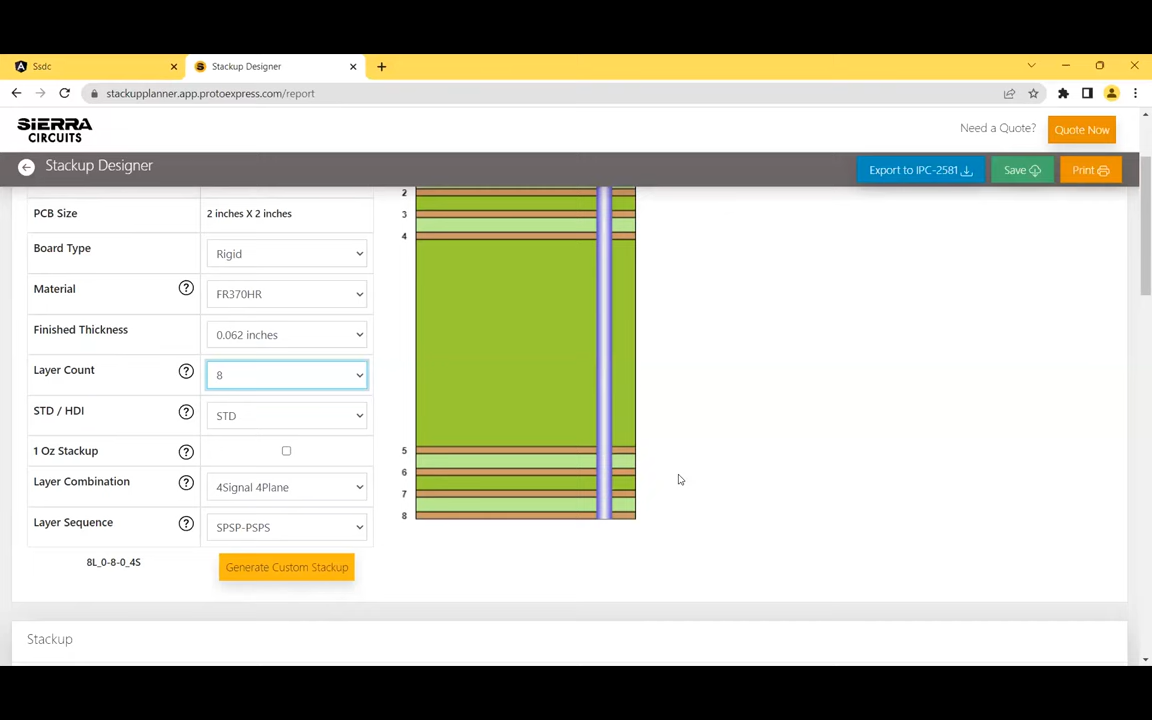 Ssdc
Stackup Designer
stackupplanner.app.protoexpress.com/report
SIERRA
CIRCUITS
Need a Quote?
Quote Now
Stackup Designer
Export to IPC-2581
Save
Print
PCB Size
2 inches X 2 inches
Board Type
Rigid
Material
?
FR370HR
Finished Thickness
0.062 inches
Layer Count
?
8
STD / HDI
?
STD
1 Oz Stackup
?
Layer Combination
?
4Signal 4Plane
Layer Sequence
?
SPSP-PSPS
8L_0-8-0_4S
Generate Custom Stackup
2
3
4
5
6
7
8
Stackup